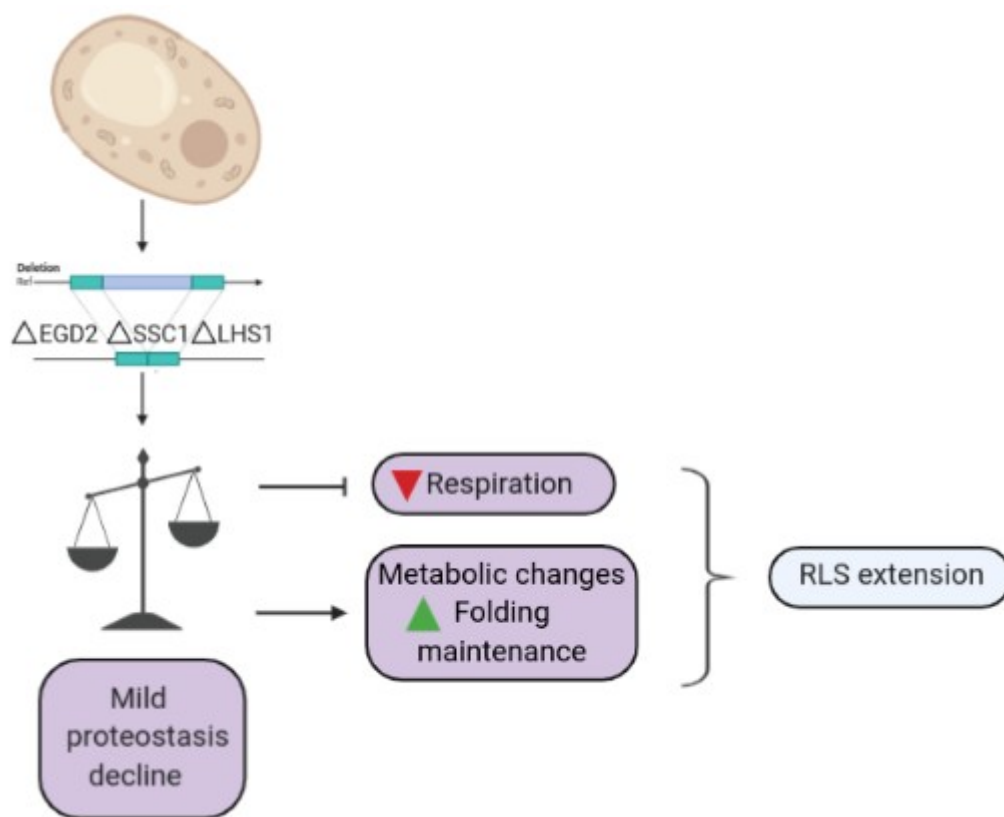 Deletion
Ref
△EGD2 △SSC1 △LHS1
Respiration
Metabolic changes
Folding
maintenance
RLS extension
Mild
proteostasis
decline